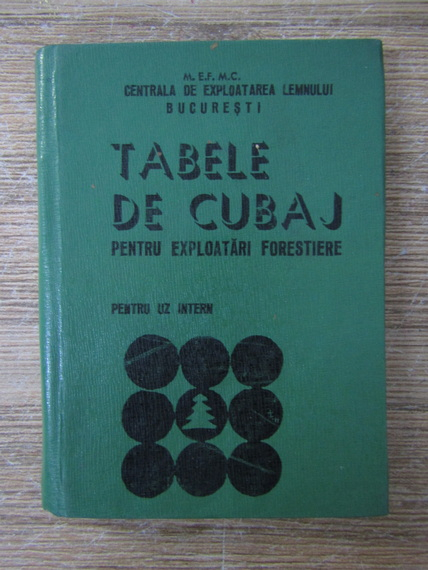 M. E.F. M.C.
CENTRALA DE EXPLOATAREA LEMNULUI
BUCUREŞTI
TABELE
DE CUBAJ
PENTRU EXPLOATĂRI FORESTIERE
PENTRU UZ INTERN